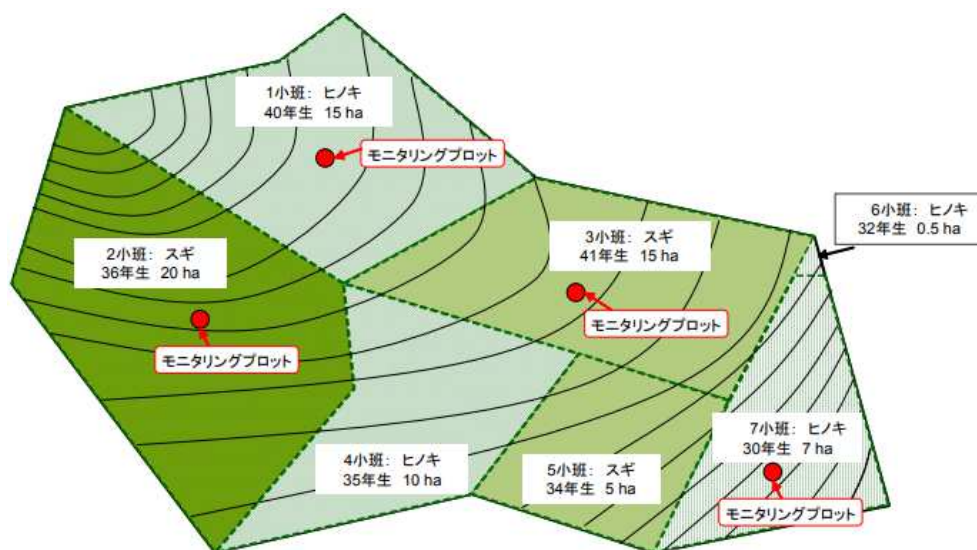 1小班: ヒノキ
40年生 15 ha
モニタリングプロット
6小班: ヒノキ
32年生 0.5 ha
2小班: スギ
36年生 20 ha
3小班: スギ
41年生 15 ha
モニタリングプロット
モニタリングプロット
7小班: ヒノキ
30年生 7 ha
4小班: ヒノキ
35年生 10 ha
5小班: スギ
34年生 5 ha
モニタリングプロット